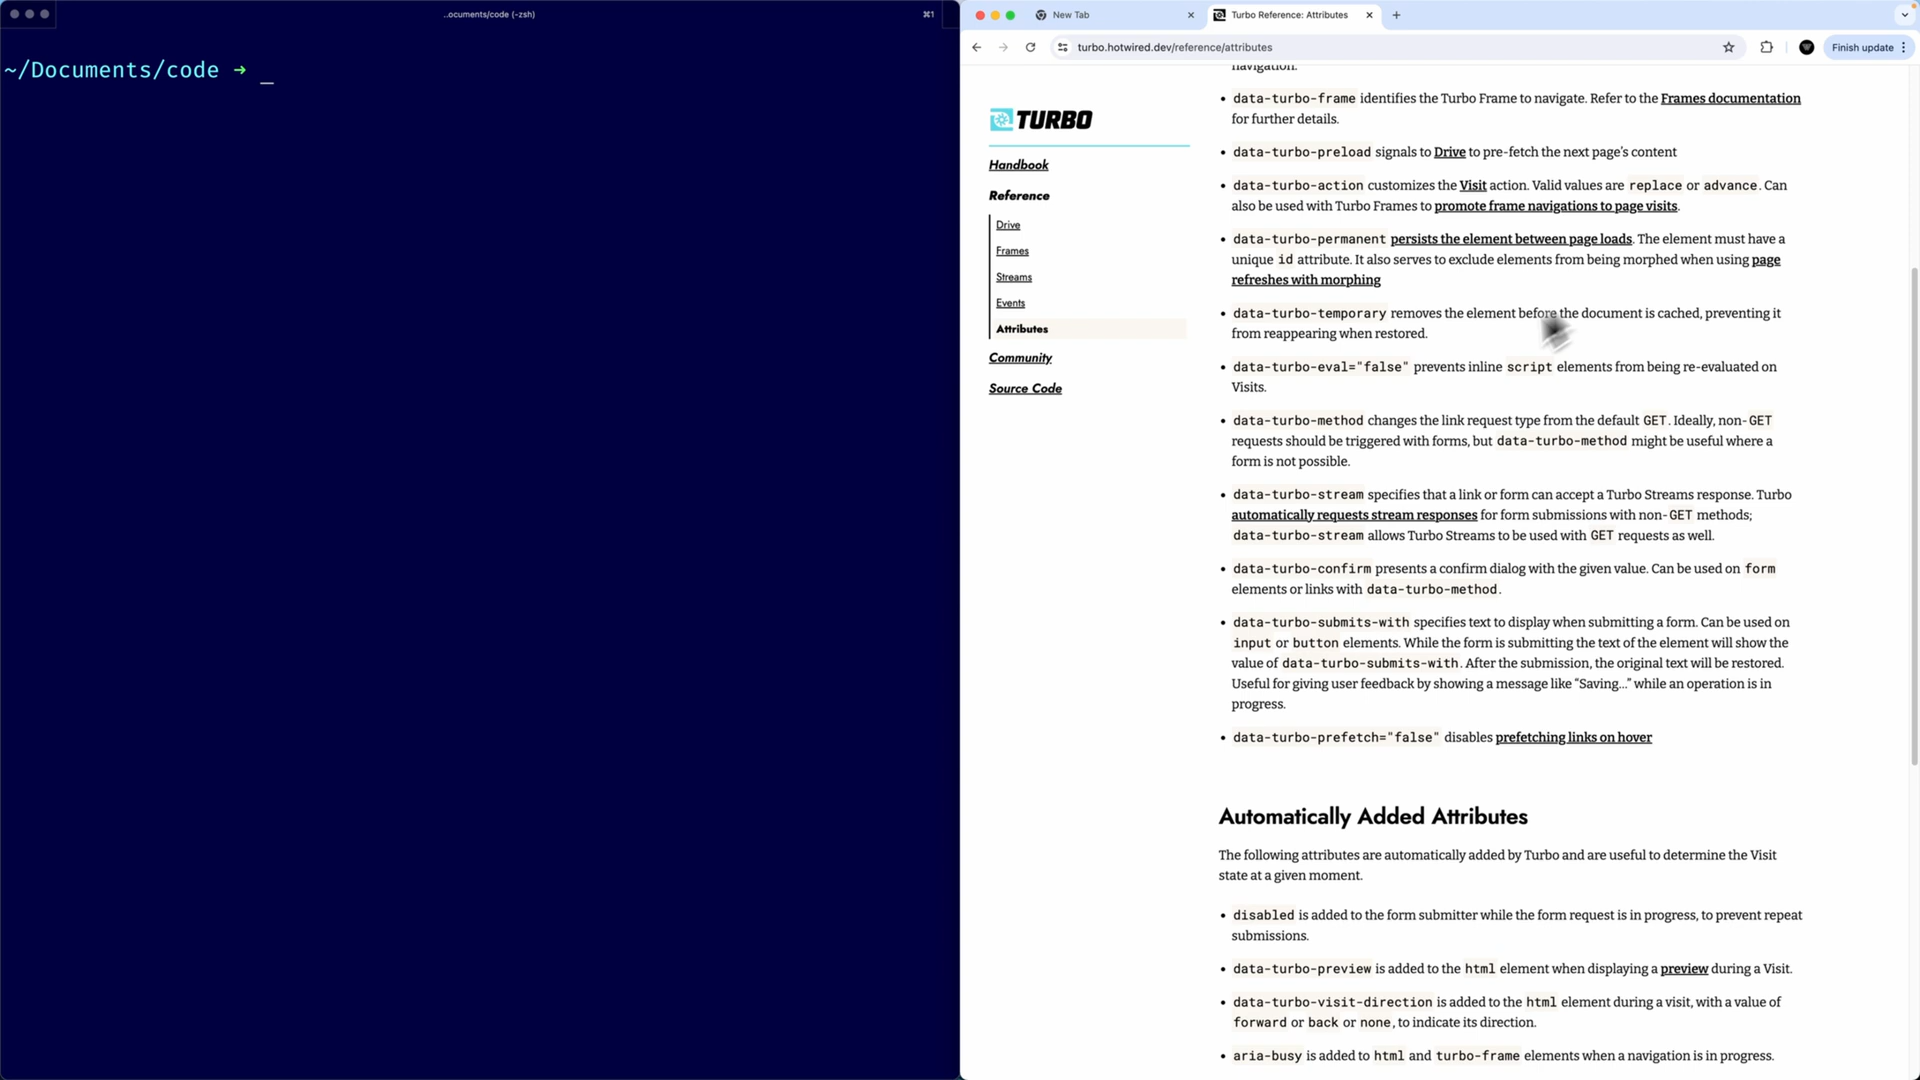 ..ocuments/code (-zsh)
⌘1
~/Documents/code → _
New Tab
Turbo Reference: Attributes
turbo.hotwired.dev/reference/attributes
Finish update
TURBO
Handbook
Reference
Drive
Frames
Streams
Events
Attributes
Community
Source Code
navigation.
• data-turbo-frame identifies the Turbo Frame to navigate. Refer to the Frames documentation
for further details.
• data-turbo-preload signals to Drive to pre-fetch the next page's content
• data-turbo-action customizes the Visit action. Valid values are replace or advance. Can
also be used with Turbo Frames to promote frame navigations to page visits.
• data-turbo-permanent persists the element between page loads. The element must have a
unique id attribute. It also serves to exclude elements from being morphed when using page
refreshes with morphing
• data-turbo-temporary removes the element before the document is cached, preventing it
from reappearing when restored.
• data-turbo-eval="false" prevents inline script elements from being re-evaluated on
Visits.
• data-turbo-method changes the link request type from the default GET. Ideally, non-GET
requests should be triggered with forms, but data-turbo-method might be useful where a
form is not possible.
• data-turbo-stream specifies that a link or form can accept a Turbo Streams response. Turbo
automatically requests stream responses for form submissions with non-GET methods;
data-turbo-stream allows Turbo Streams to be used with GET requests as well.
• data-turbo-confirm presents a confirm dialog with the given value. Can be used on form
elements or links with data-turbo-method.
• data-turbo-submits-with specifies text to display when submitting a form. Can be used on
input or button elements. While the form is submitting the text of the element will show the
value of data-turbo-submits-with. After the submission, the original text will be restored.
Useful for giving user feedback by showing a message like “Saving…” while an operation is in
progress.
• data-turbo-prefetch="false" disables prefetching links on hover
Automatically Added Attributes
The following attributes are automatically added by Turbo and are useful to determine the Visit
state at a given moment.
• disabled is added to the form submitter while the form request is in progress, to prevent repeat
submissions.
• data-turbo-preview is added to the html element when displaying a preview during a Visit.
• data-turbo-visit-direction is added to the html element during a visit, with a value of
forward or back or none, to indicate its direction.
• aria-busy is added to html and turbo-frame elements when a navigation is in progress.